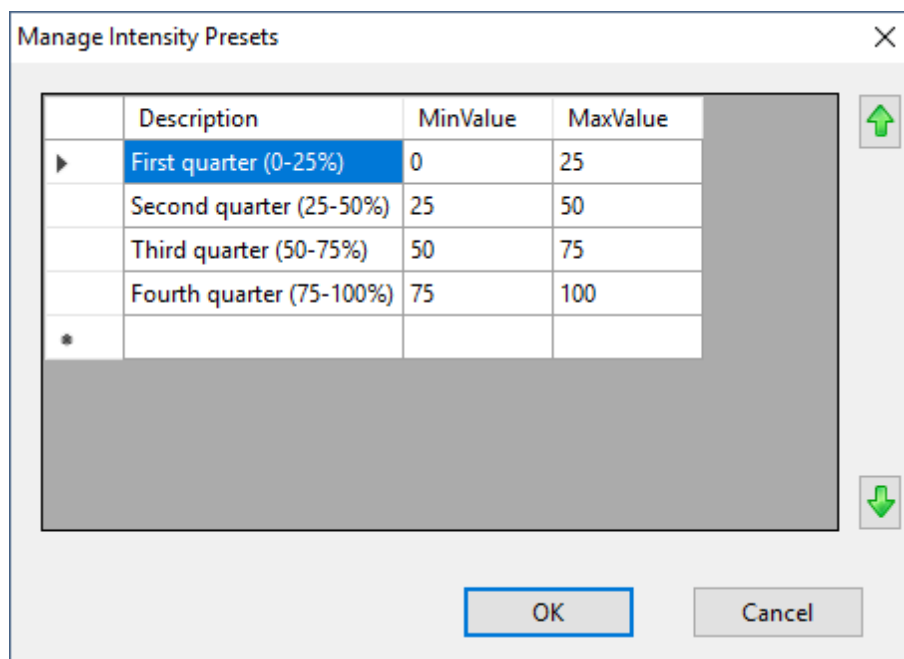 Manage Intensity Presets
Description MinValue MaxValue
First quarter (0-25%) 0 25
Second quarter (25-50%) 25 50
Third quarter (50-75%) 50 75
Fourth quarter (75-100%) 75 100
OK Cancel